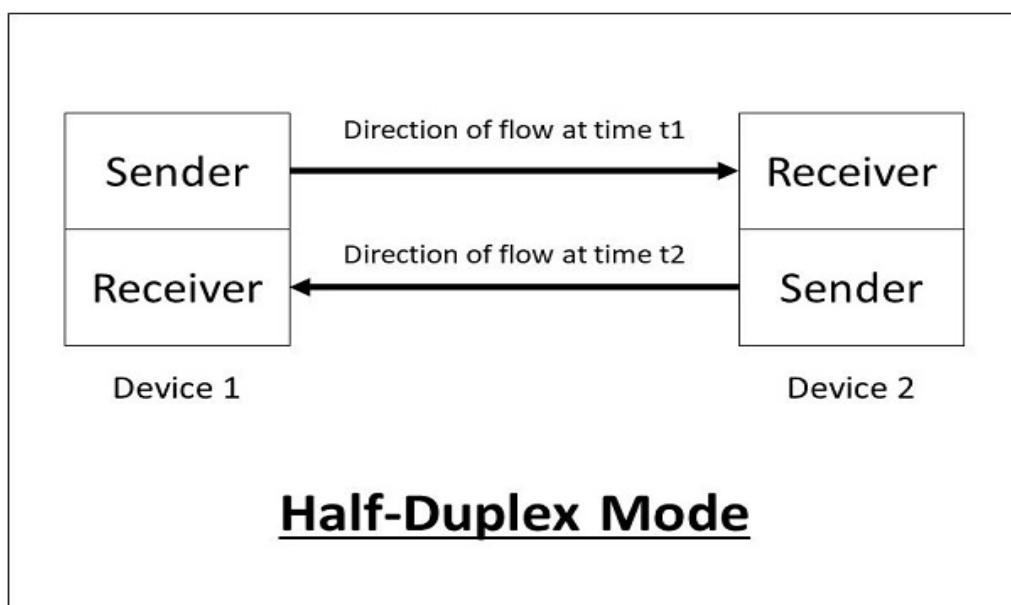 Direction of flow at time t1
Sender
Receiver
Direction of flow at time t2
Receiver
Sender
Device 1
Device 2
Half-Duplex Mode